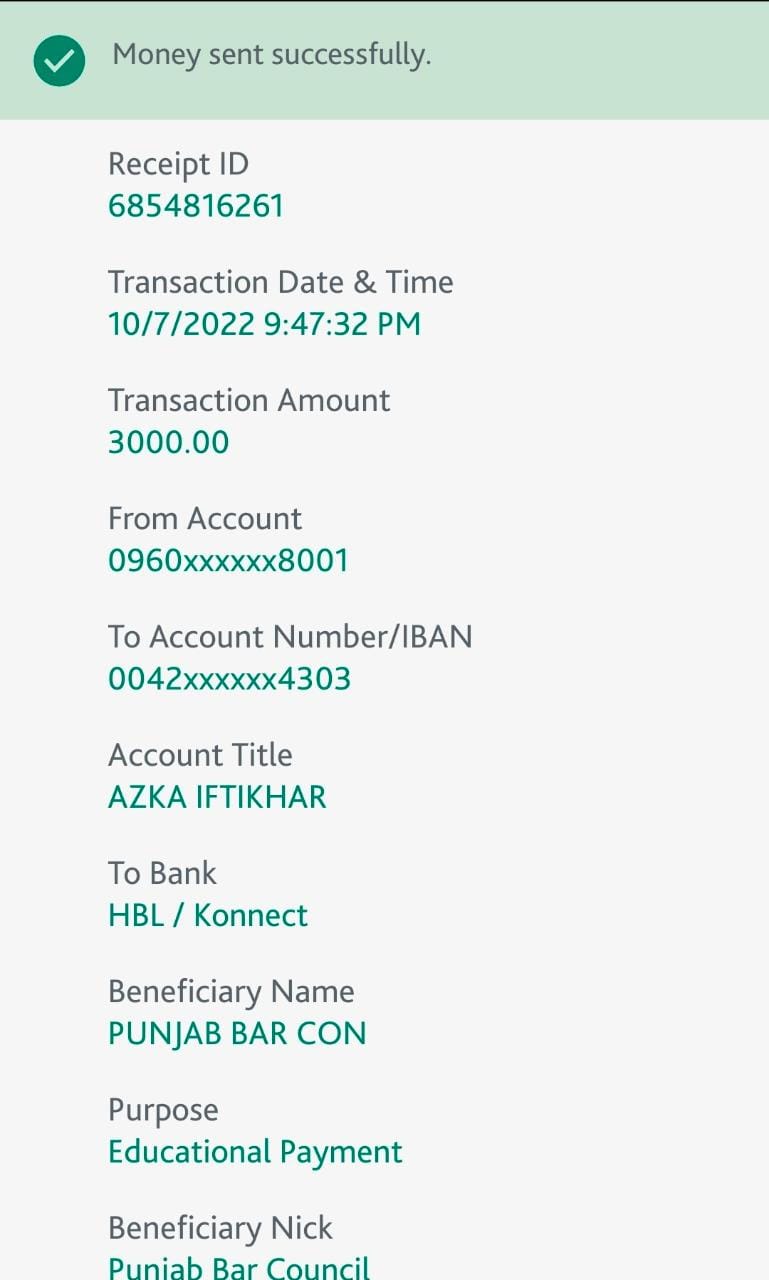 Money sent successfully.
Receipt ID
6854816261
Transaction Date & Time
10/7/2022 9:47:32 PM
Transaction Amount
3000.00
From Account
0960xxxxxx8001
To Account Number/IBAN
0042xxxxxx4303
Account Title
AZKA IFTIKHAR
To Bank
HBL / Konnect
Beneficiary Name
PUNJAB BAR CON
Purpose
Educational Payment
Beneficiary Nick
Punjab Bar Council